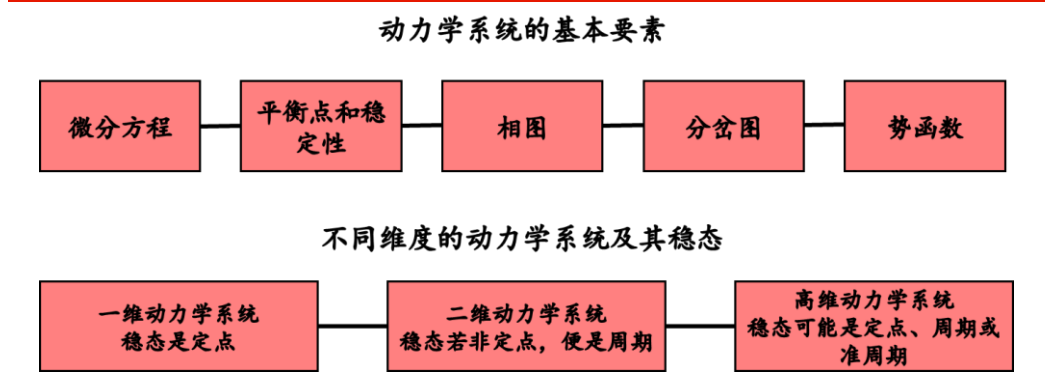 动力学系统的基本要素
微分方程
平衡点和稳
定性
相图
分岔图
势函数
不同维度的动力学系统及其稳态
一维动力学系统
稳态是定点
二维动力学系统
稳态若非定点，便是周期
高维动力学系统
稳态可能是定点、周期或
准周期